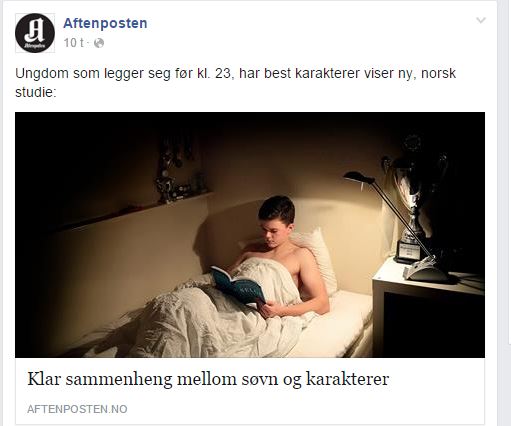 Aftenposten
10 t ·
Ungdom som legger seg før kl. 23, har best karakterer viser ny, norsk
studie:
Klar sammenheng mellom søvn og karakterer
AFTENPOSTEN.NO